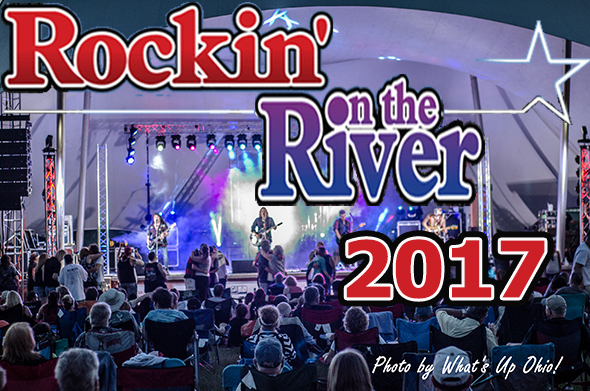 Rockin'
on the
River
2017
Photo by What's Up Ohio!